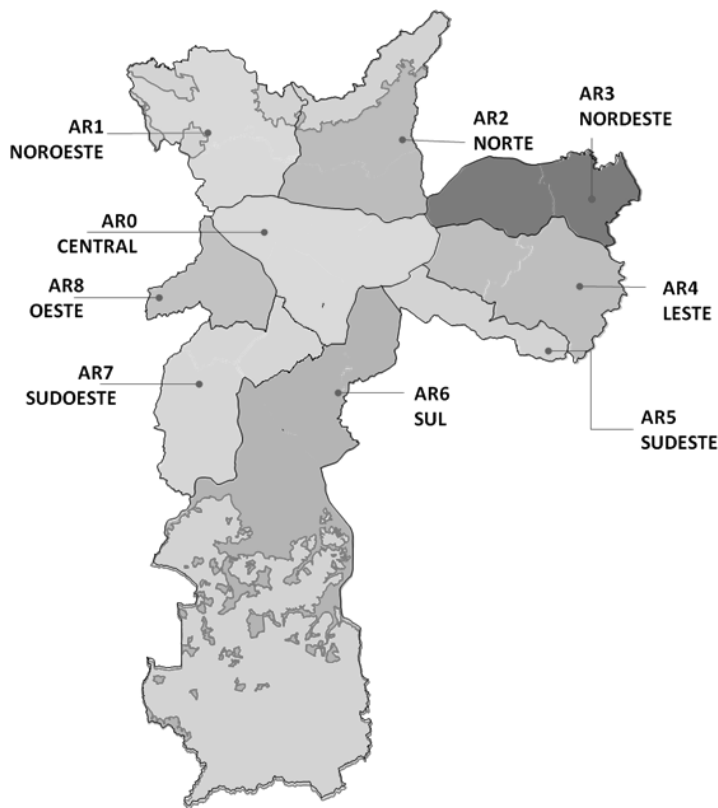 AR3
NORDESTE
AR2
NORTE
AR1
NOROESTE
AR0
CENTRAL
AR8
OESTE
AR4
LESTE
AR7
SUDOESTE
AR6
SUL
AR5
SUDESTE